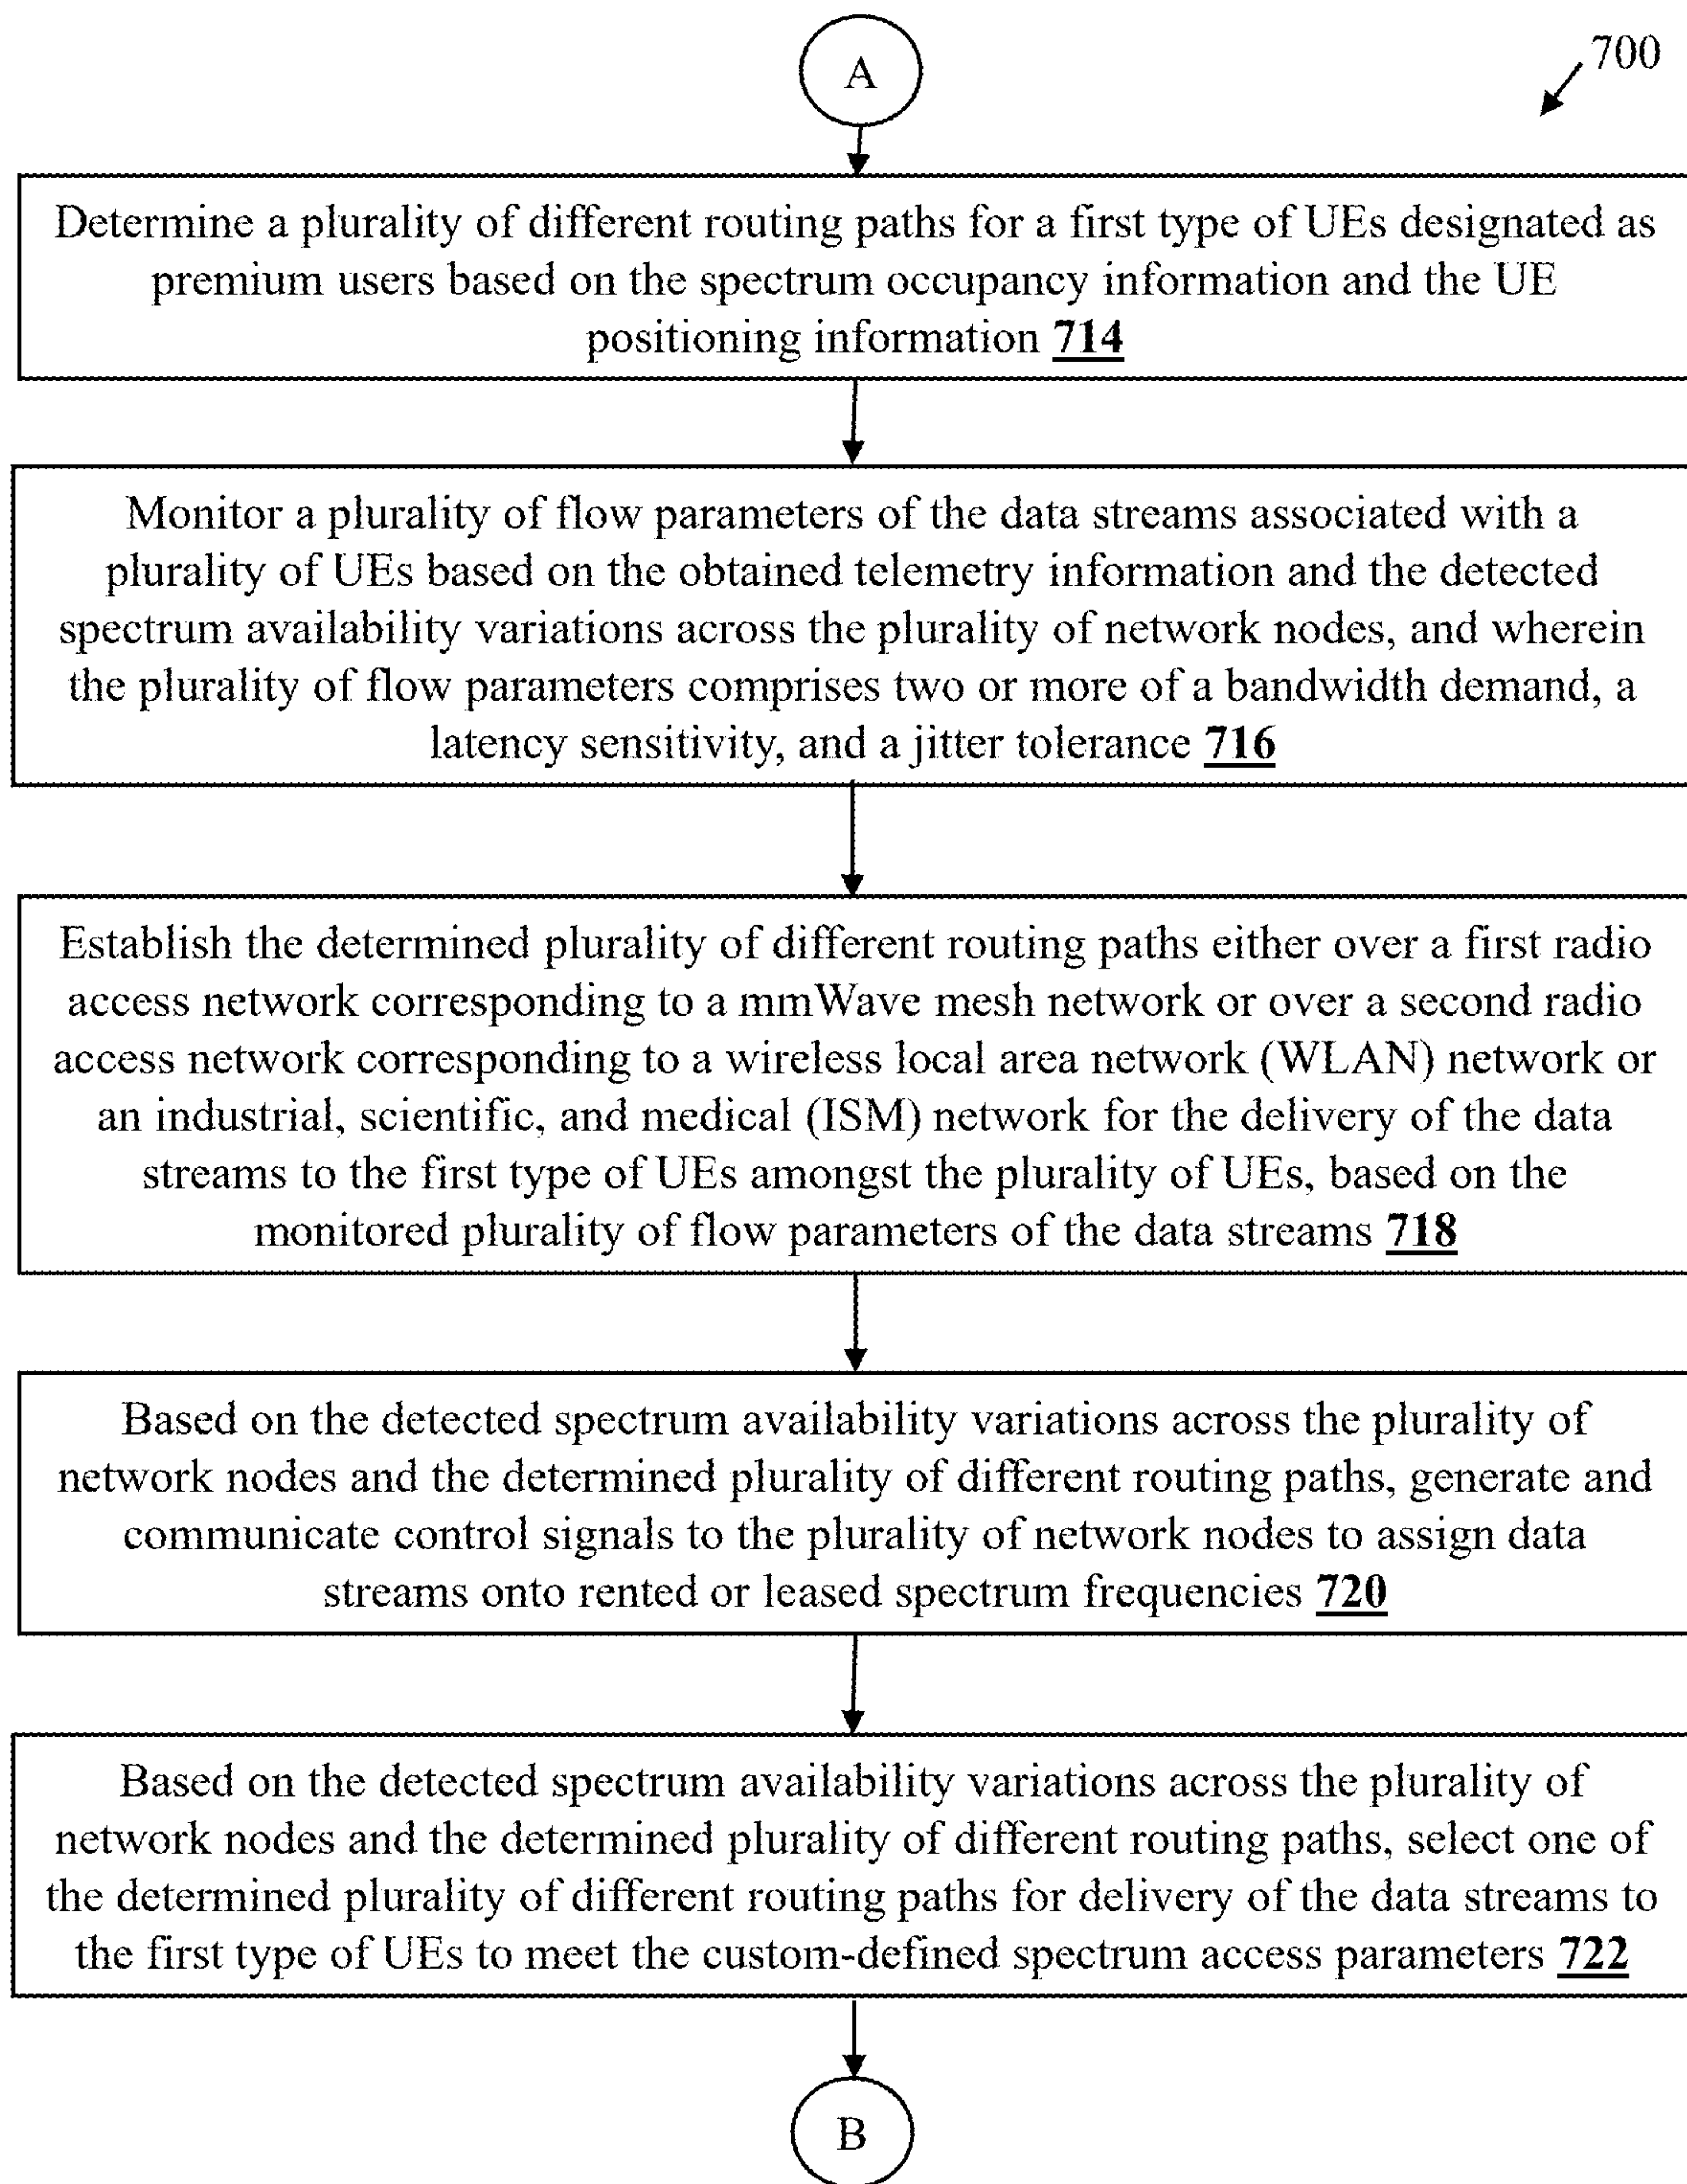 A
700
Determine a plurality of different routing paths for a first type of UEs designated as
premium users based on the spectrum occupancy information and the UE
positioning information 714
Monitor a plurality of flow parameters of the data streams associated with a
plurality of UEs based on the obtained telemetry information and the detected
spectrum availability variations across the plurality of network nodes, and wherein
the plurality of flow parameters comprises two or more of a bandwidth demand, a
latency sensitivity, and a jitter tolerance 716
Establish the determined plurality of different routing paths either over a first radio
access network corresponding to a mmWave mesh network or over a second radio
access network corresponding to a wireless local area network (WLAN) network or
an industrial, scientific, and medical (ISM) network for the delivery of the data
streams to the first type of UEs amongst the plurality of UEs, based on the
monitored plurality of flow parameters of the data streams 718
Based on the detected spectrum availability variations across the plurality of
network nodes and the determined plurality of different routing paths, generate and
communicate control signals to the plurality of network nodes to assign data
streams onto rented or leased spectrum frequencies 720
Based on the detected spectrum availability variations across the plurality of
network nodes and the determined plurality of different routing paths, select one of
the determined plurality of different routing paths for delivery of the data streams to
the first type of UEs to meet the custom-defined spectrum access parameters 722
B